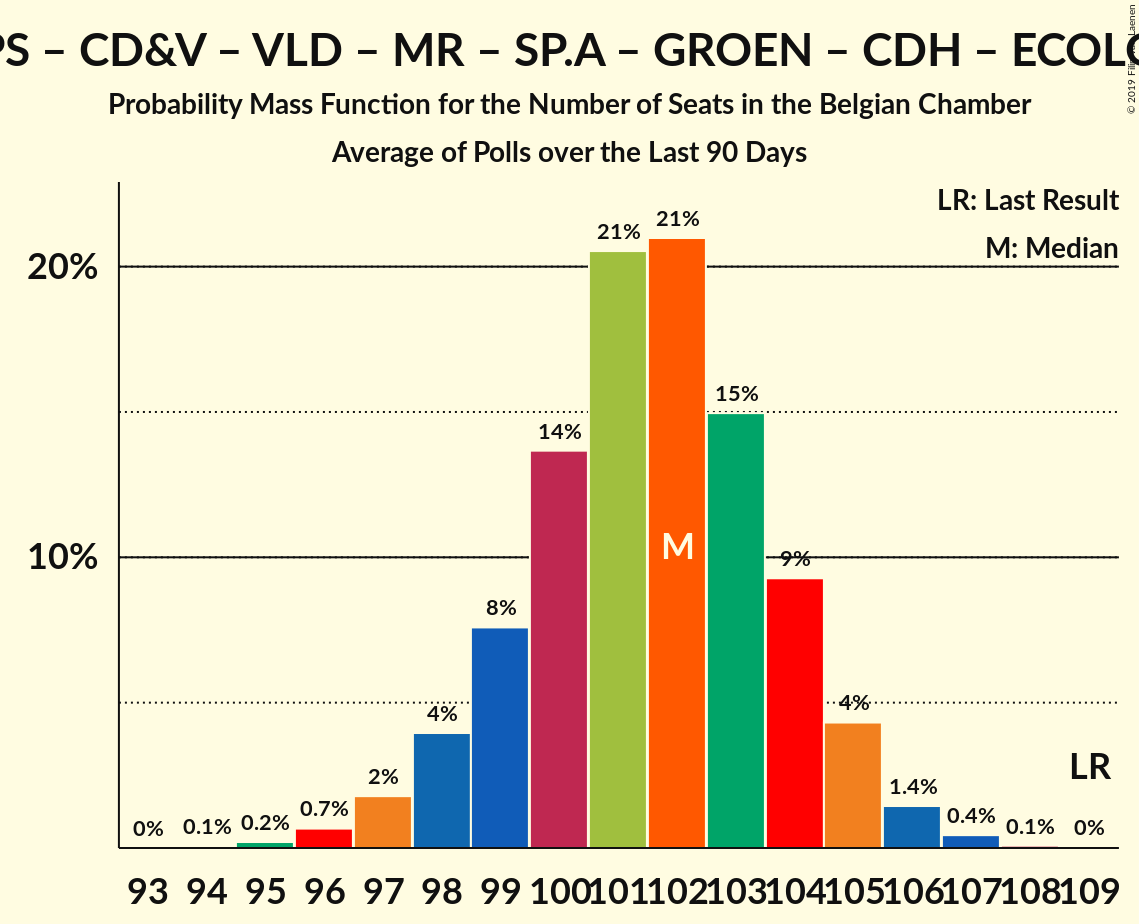 PS – CD&V – VLD – MR – SP.A – GROEN – CDH – ECOLO
Probability Mass Function for the Number of Seats in the Belgian Chamber
Average of Polls over the Last 90 Days
LR: Last Result
M: Median
20%
10%
0% 0.1% 0.2% 0.7% 2% 4% 8% 14% 21% 21% 15% 9% 4% 1.4% 0.4% 0.1% 0%
M
LR
93 94 95 96 97 98 99 100 101 102 103 104 105 106 107 108 109
© 2019